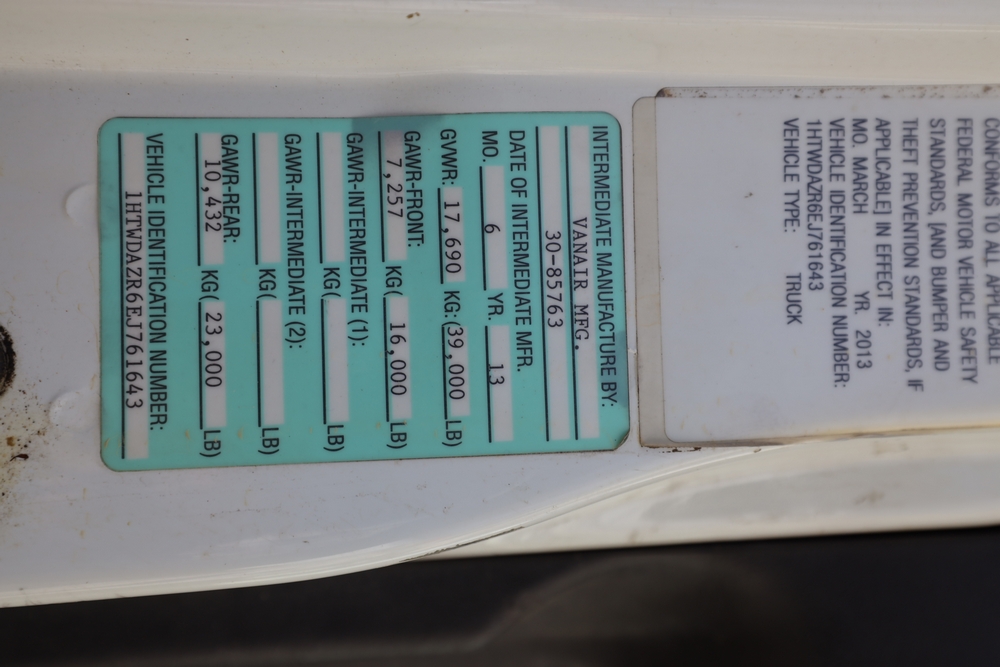 INTERMEDIATE MANUFACTURE BY:
VANAIR MFG.
30-85763
DATE OF INTERMEDIATE MFR.
MO. 6 YR. 13
GVWR: 17,690 KG:(39,000 LB)
GAWR-FRONT:
7,257 KG( 16,000 LB)
GAWR-INTERMEDIATE (1):
KG( LB)
GAWR-INTERMEDIATE (2):
KG( LB)
GAWR-REAR:
10,432 KG( 23,000 LB)
VEHICLE IDENTIFICATION NUMBER:
1HTWDAZR6EJ761643
CONFORMS TO ALL APPLICABLE
FEDERAL MOTOR VEHICLE SAFETY
STANDARDS, [AND BUMPER AND
THEFT PREVENTION STANDARDS, IF
APPLICABLE] IN EFFECT IN:
MO. MARCH YR. 2013
VEHICLE IDENTIFICATION NUMBER:
1HTWDAZR6EJ761643
VEHICLE TYPE: TRUCK